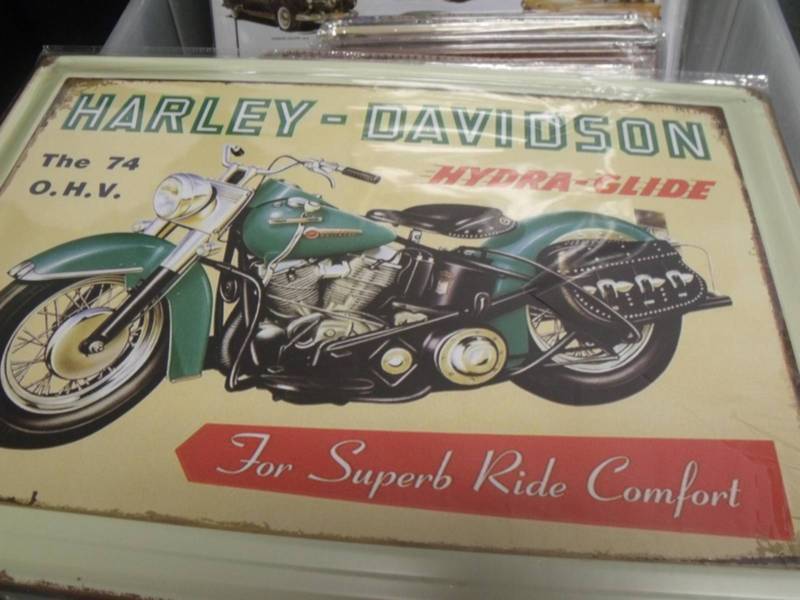 HARLEY-DAVIDSON
HYDRA-GLIDE
The 74
O.H.V.
For Superb Ride Comfort